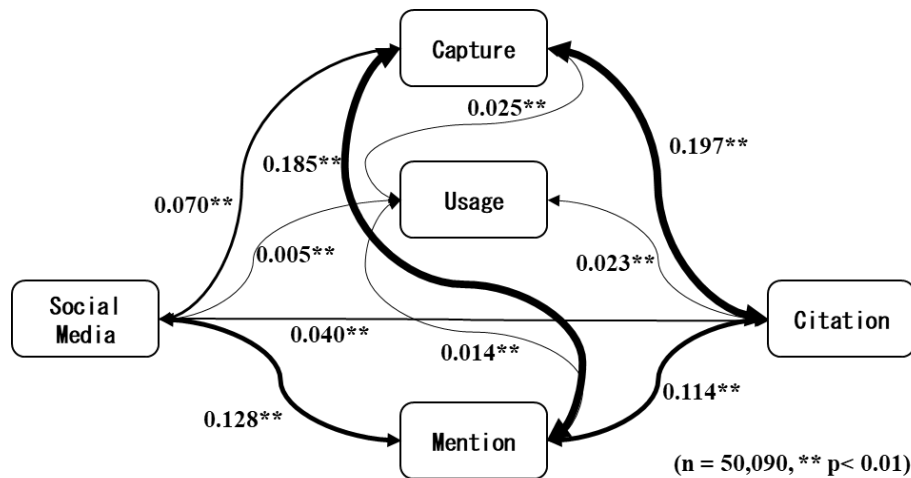 Capture
0.025**
0.185**
0.197**
0.070**
Usage
0.005**
0.023**
Social
Media
Citation
0.040**
0.014**
0.114**
0.128**
Mention
(n = 50,090, ** p< 0.01)